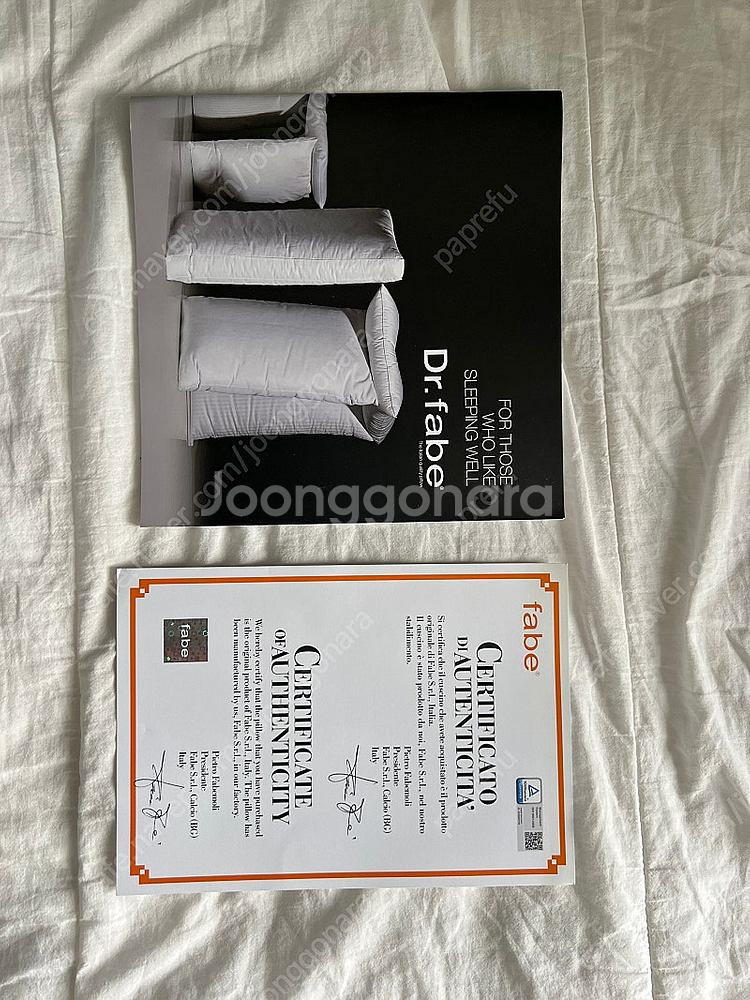 FOR THOSE
WHO LIKE
SLEEPING WELL
Dr.fabe®
Joonggonara
paprefu
fabe®
CERTIFICATO
DI AUTENTICITA'
Si certifica che il cuscino che avete acquistato è il prodotto
originale di Fabe S.r.l., Italia.
Il cuscino è stato prodotto da noi, Fabe S.r.l., nel nostro
stabilimento.
Pietro Fabemoli
Presidente
Fabe S.r.l., Calcio (BG)
Italy
CERTIFICATE
OF AUTHENTICITY
We hereby certify that the pillow that you have purchased
is the original product of Fabe S.r.l., Italy. The pillow has
been manufactured by us, Fabe S.r.l., in our factory.
Pietro Fabemoli
Presidente
Fabe S.r.l., Calcio (BG)
Italy
fabe